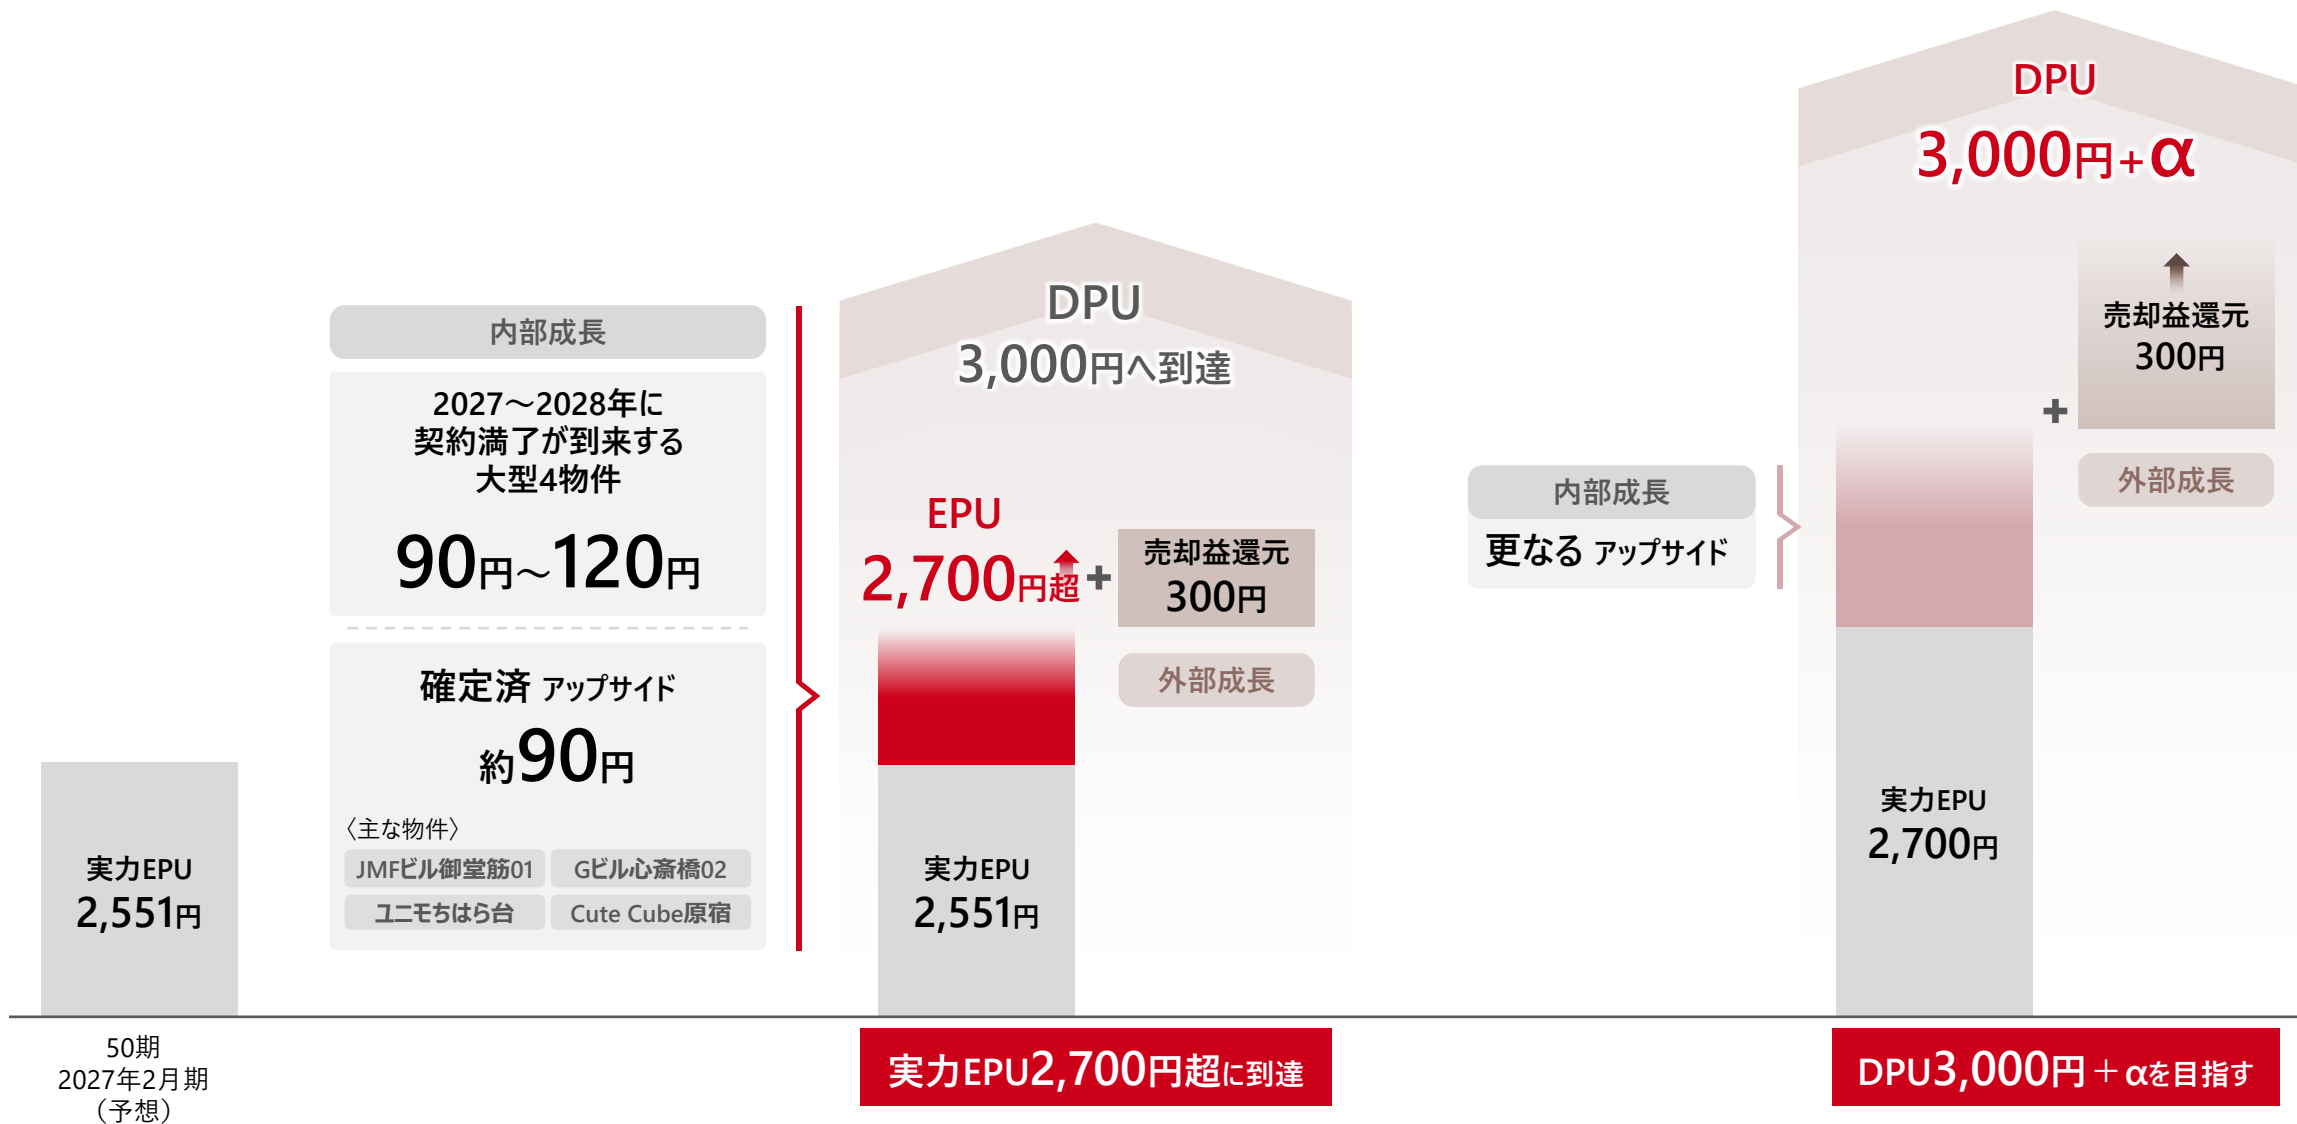 実力EPU
2,551円
50期
2027年2月期
（予想）
内部成長
2027～2028年に
契約満了が到来する
大型4物件
90円～120円
確定済 アップサイド
約90円
〈主な物件〉
JMFビル御堂筋01
Gビル心斎橋02
ユニモちはら台
Cute Cube原宿
DPU
3,000円へ到達
EPU
2,700円超
+
売却益還元
300円
外部成長
実力EPU
2,551円
実力EPU2,700円超に到達
内部成長
更なる アップサイド
DPU
3,000円+α
売却益還元
300円
+
外部成長
実力EPU
2,700円
DPU3,000円＋αを目指す